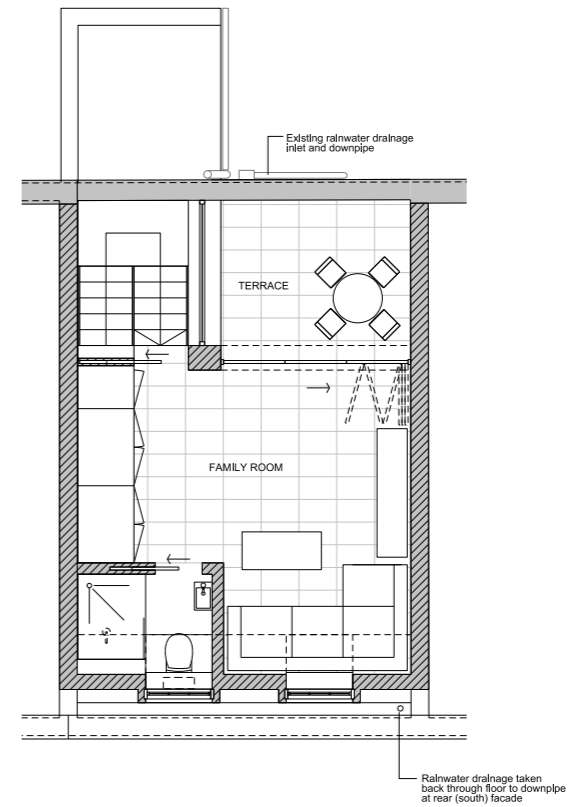 Existing rainwater drainage
inlet and downpipe
TERRACE
FAMILY ROOM
Rainwater drainage taken
back through floor to downpipe
at rear (south) facade